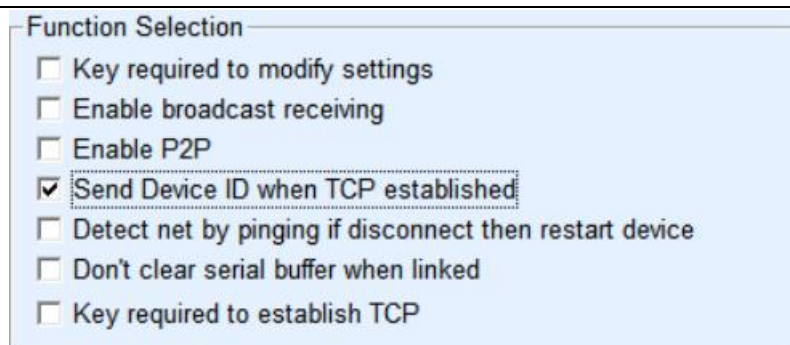 Function Selection
Key required to modify settings
Enable broadcast receiving
Enable P2P
Send Device ID when TCP established
Detect net by pinging if disconnect then restart device
Don't clear serial buffer when linked
Key required to establish TCP